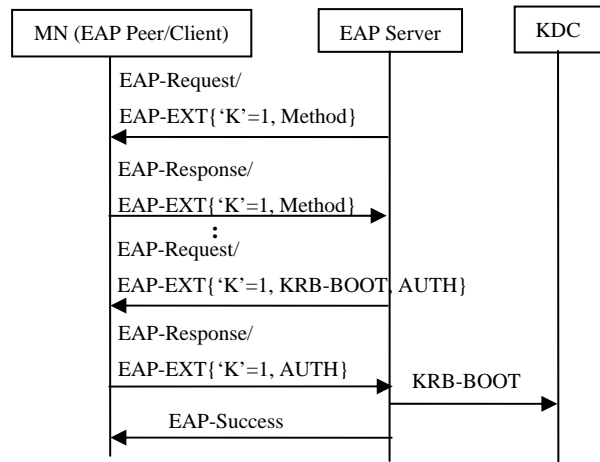 MN (EAP Peer/Client)
EAP Server
KDC
EAP-Request/
EAP-EXT{‘K’=1, Method}
EAP-Response/
EAP-EXT{‘K’=1, Method}
:
EAP-Request/
EAP-EXT{‘K’=1, KRB-BOOT, AUTH}
EAP-Response/
EAP-EXT{‘K’=1, AUTH}
KRB-BOOT
EAP-Success